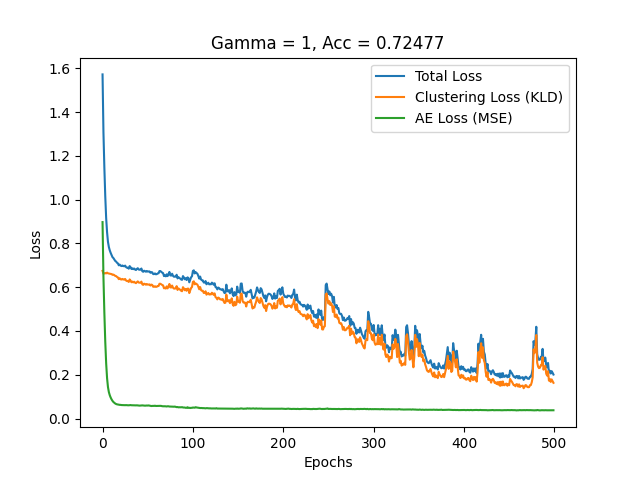 Gamma = 1, Acc = 0.72477
Total Loss
Clustering Loss (KLD)
AE Loss (MSE)
Loss
1.6
1.4
1.2
1.0
0.8
0.6
0.4
0.2
0.0
0 100 200 300 400 500
Epochs